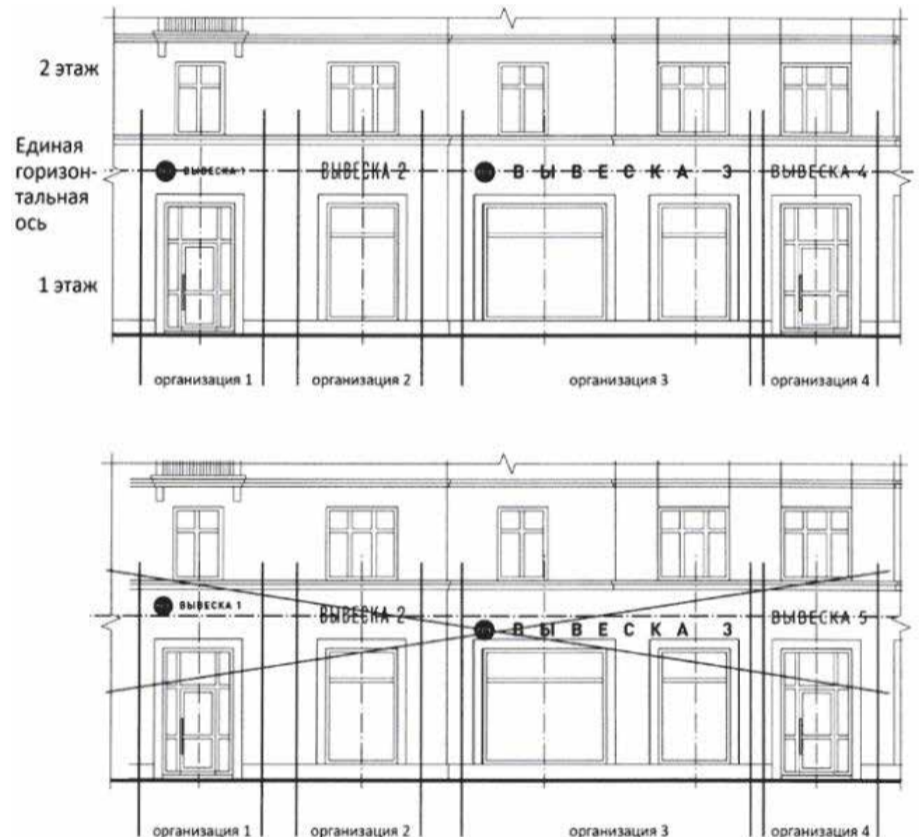 2 этаж
Единая
горизон-
тальная
ось
ВЫВЕСКА 1
ВЫВЕСКА 2
ВЫВЕСКА 3
ВЫВЕСКА 4
1 этаж
организация 1
организация 2
организация 3
организация 4
ВЫВЕСКА 1
ВЫВЕСКА 2
ВЫВЕСКА 3
ВЫВЕСКА 5
организация 1
организация 2
организация 3
организация 4